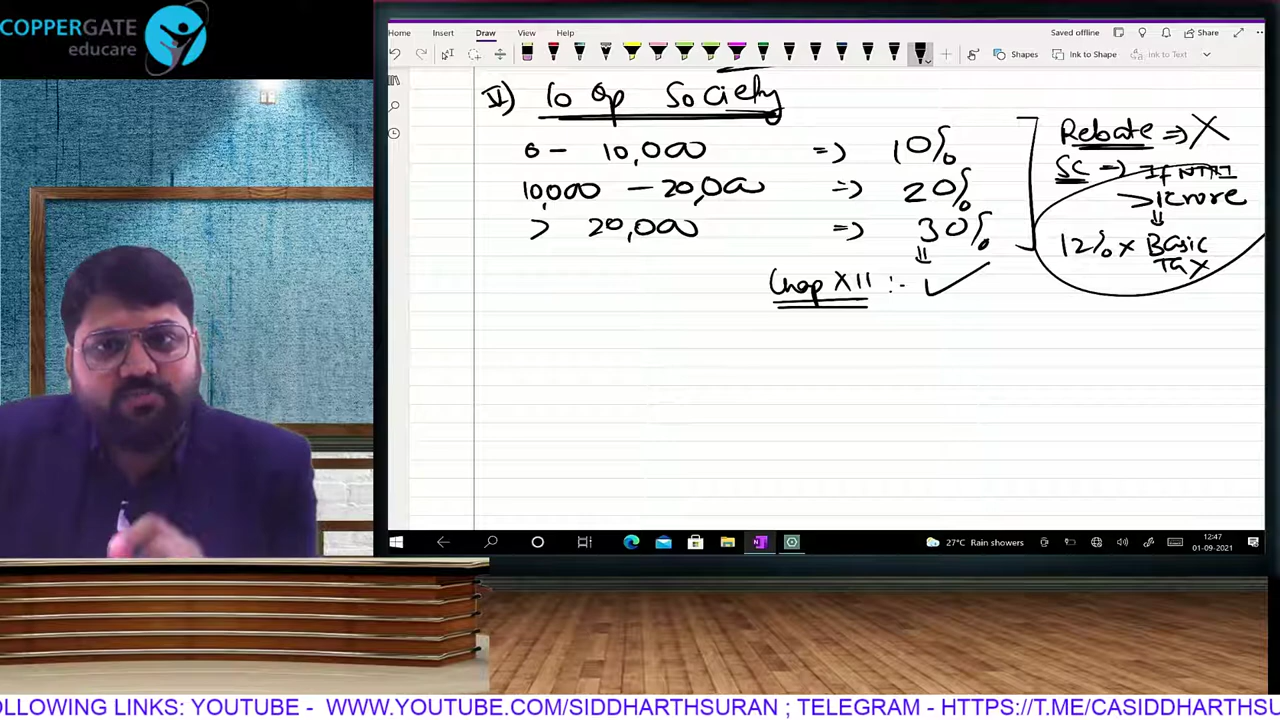 COPPERGATE
educare
Home Insert Draw View Help
Saved offline
Share
Shapes
Ink to Shape
Ink to Text
VI) Co Op Society
0 - 10,000 => 10%
10,000 - 20,000 => 20%
> 20,000 => 30%
Chap XII :-
Rebate => X
SC => If NTI
> 1 crore
12% x Basic
Tax
27°C Rain showers
12:47
01-09-2021
OLLOWING LINKS: YOUTUBE - WWW.YOUTUBE.COM/SIDDHARTHSURAN ; TELEGRAM - HTTPS://T.ME/CASIDDHARTHSU